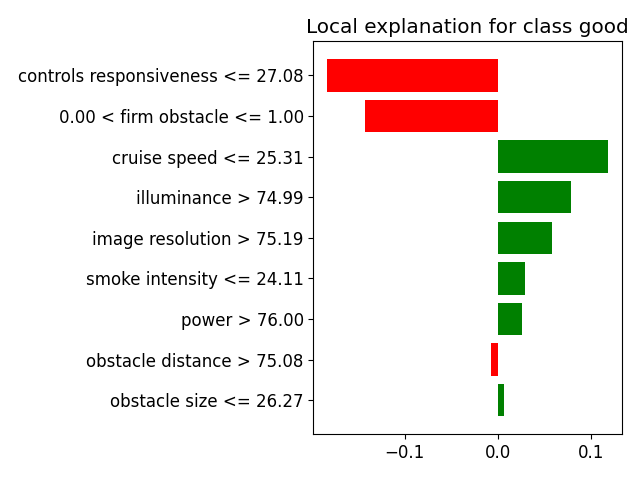 Local explanation for class good
controls responsiveness <= 27.08
0.00 < firm obstacle <= 1.00
cruise speed <= 25.31
illuminance > 74.99
image resolution > 75.19
smoke intensity <= 24.11
power > 76.00
obstacle distance > 75.08
obstacle size <= 26.27
−0.1 0.0 0.1